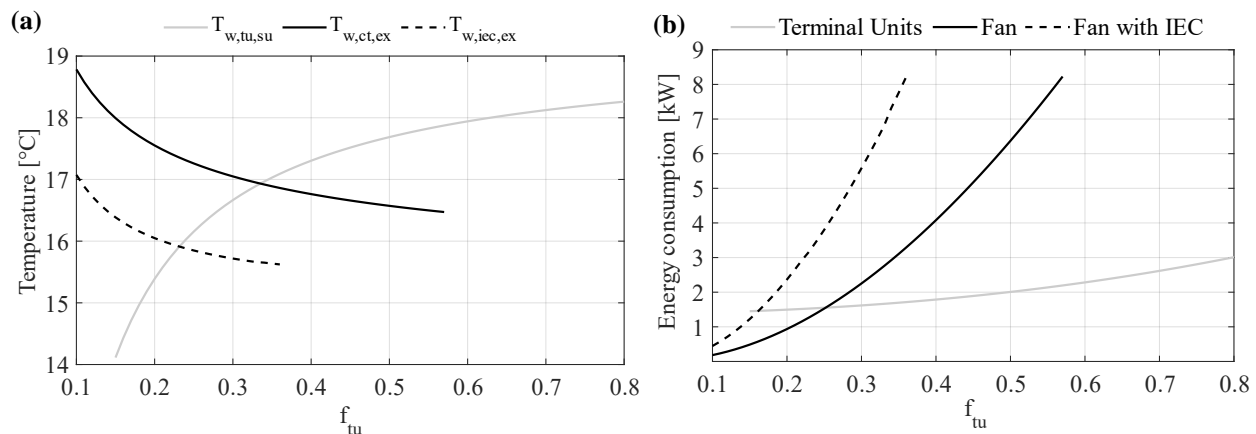 (a)
T_w,tu,su T_w,ct,ex T_w,iec,ex
19
18
17
16
15
14
Temperature [°C]
0.1 0.2 0.3 0.4 0.5 0.6 0.7 0.8
f_tu
(b)
Terminal Units Fan Fan with IEC
9
8
7
6
5
4
3
2
1
Energy consumption [kW]
0.1 0.2 0.3 0.4 0.5 0.6 0.7 0.8
f_tu